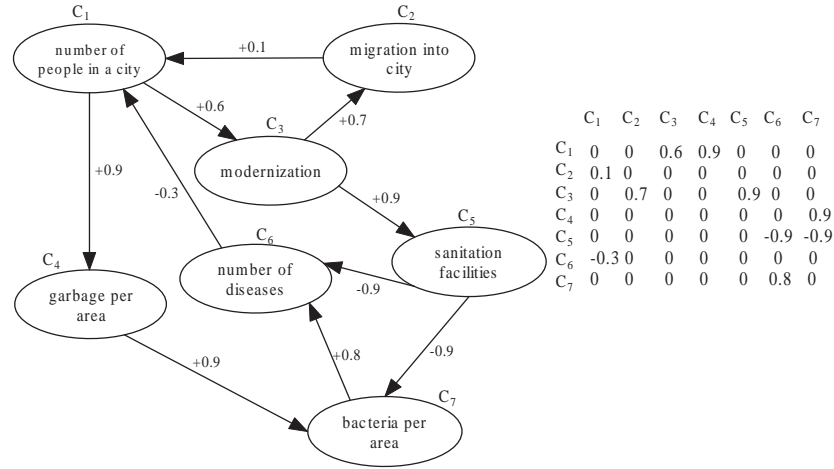 C1
number of
people in a city
C2
migration into
city
+0.1
+0.6
C3
modernization
+0.7
+0.9
-0.3
+0.9
C4
garbage per
area
C6
number of
diseases
C5
sanitation
facilities
-0.9
+0.9
+0.8
-0.9
C7
bacteria per
area
C1 C2 C3 C4 C5 C6 C7
C1 0 0 0.6 0.9 0 0 0
C2 0.1 0 0 0 0 0 0
C3 0 0.7 0 0 0.9 0 0
C4 0 0 0 0 0 0 0.9
C5 0 0 0 0 0 -0.9 -0.9
C6 -0.3 0 0 0 0 0 0
C7 0 0 0 0 0 0.8 0